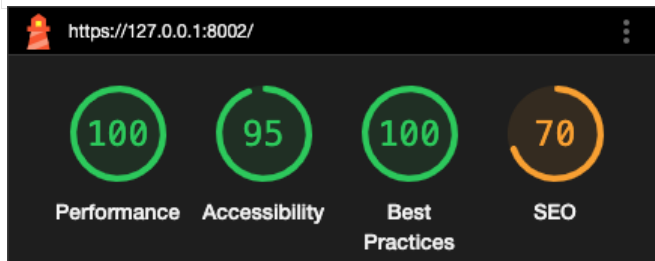 https://127.0.0.1:8002/
100
95
100
70
Performance
Accessibility
Best
Practices
SEO